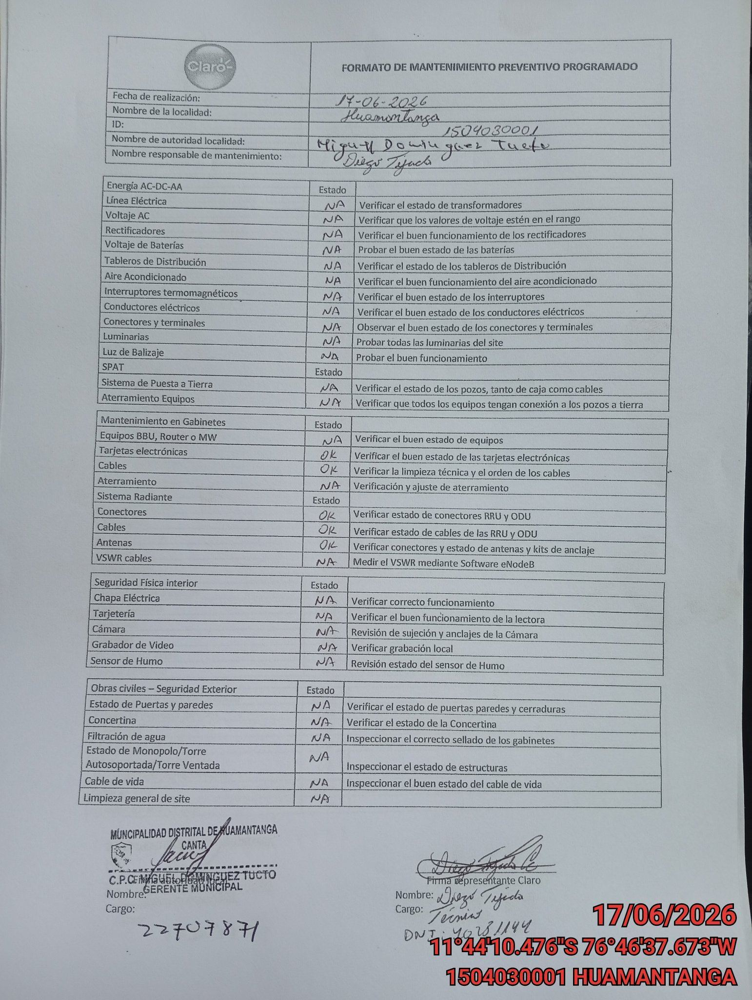 Claro
FORMATO DE MANTENIMIENTO PREVENTIVO PROGRAMADO
Fecha de realización: 17-06-2026
Nombre de la localidad: Huamantanga
ID: 1504030001
Nombre de autoridad localidad: Miguel Dominguez Tucto
Nombre responsable de mantenimiento: Diego Tejada
Energía AC-DC-AA Estado
Línea Eléctrica NA Verificar el estado de transformadores
Voltaje AC NA Verificar que los valores de voltaje estén en el rango
Rectificadores NA Verificar el buen funcionamiento de los rectificadores
Voltaje de Baterías NA Probar el buen estado de las baterías
Tableros de Distribución NA Verificar el estado de los tableros de Distribución
Aire Acondicionado NA Verificar el buen funcionamiento del aire acondicionado
Interruptores termomagnéticos NA Verificar el buen estado de los interruptores
Conductores eléctricos NA Verificar el buen estado de los conductores eléctricos
Conectores y terminales NA Observar el buen estado de los conectores y terminales
Luminarias NA Probar todas las luminarias del site
Luz de Balizaje NA Probar el buen funcionamiento
SPAT Estado
Sistema de Puesta a Tierra NA Verificar el estado de los pozos, tanto de caja como cables
Aterramiento Equipos NA Verificar que todos los equipos tengan conexión a los pozos a tierra
Mantenimiento en Gabinetes Estado
Equipos BBU, Router o MW NA Verificar el buen estado de equipos
Tarjetas electrónicas OK Verificar el buen estado de las tarjetas electrónicas
Cables OK Verificar la limpieza técnica y el orden de los cables
Aterramiento NA Verificación y ajuste de aterramiento
Sistema Radiante Estado
Conectores OK Verificar estado de conectores RRU y ODU
Cables OK Verificar estado de cables de las RRU y ODU
Antenas OK Verificar conectores y estado de antenas y kits de anclaje
VSWR cables NA Medir el VSWR mediante Software eNodeB
Seguridad Física interior Estado
Chapa Eléctrica NA Verificar correcto funcionamiento
Tarjetería NA Verificar el buen funcionamiento de la lectora
Cámara NA Revisión de sujeción y anclajes de la Cámara
Grabador de Video NA Verificar grabación local
Sensor de Humo NA Revisión estado del sensor de Humo
Obras civiles – Seguridad Exterior Estado
Estado de Puertas y paredes NA Verificar el estado de puertas paredes y cerraduras
Concertina NA Verificar el estado de la Concertina
Filtración de agua NA Inspeccionar el correcto sellado de los gabinetes
Estado de Monopolo/Torre
Autosoportada/Torre Ventada NA Inspeccionar el estado de estructuras
Cable de vida NA Inspeccionar el buen estado del cable de vida
Limpieza general de site NA
MUNCIPALIDAD DISTRITAL DE HUAMANTANGA
CANTA
C.P.C. MIGUEL DOMINGUEZ TUCTO
Firma autoridad local
GERENTE MUNICIPAL
Nombre:
Cargo:
22707871
Diego Tejada
Firma representante Claro
Nombre: Diego Tejada
Cargo: Técnico
DNI: 40281144
17/06/2026
11°44'10.476"S 76°46'37.673"W
1504030001 HUAMANTANGA